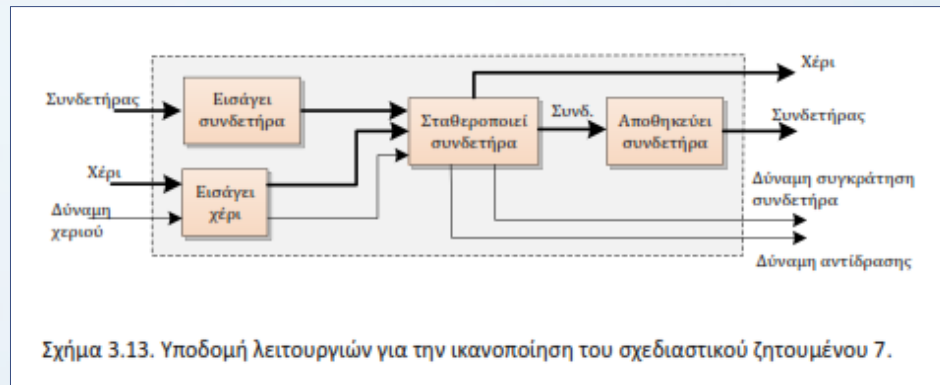 Χέρι
Συνδετήρας
Εισάγει
συνδετήρα
Σταθεροποιεί
συνδετήρα
Συνδ.
Αποθηκεύει
συνδετήρα
Συνδετήρας
Χέρι
Εισάγει
χέρι
Δύναμη
χεριού
Δύναμη συγκράτηση
συνδετήρα
Δύναμη αντίδρασης
Σχήμα 3.13. Υποδομή λειτουργιών για την ικανοποίηση του σχεδιαστικού ζητουμένου 7.